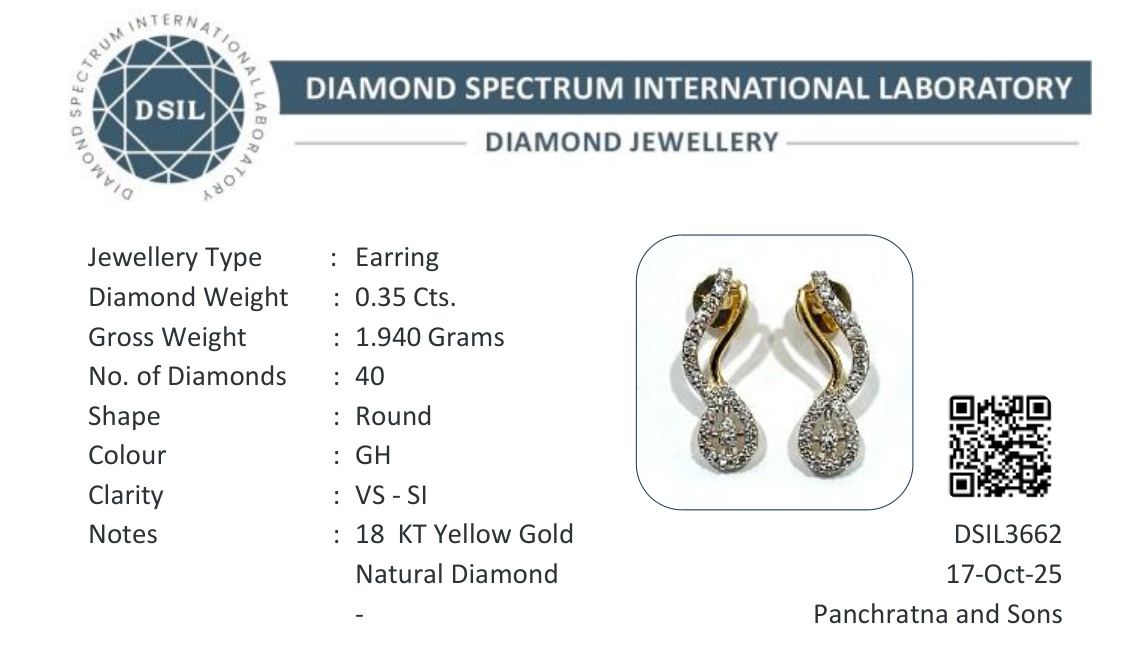 DIAMOND SPECTRUM INTERNATIONAL LABORATORY
DSIL
DIAMOND SPECTRUM INTERNATIONAL LABORATORY
DIAMOND JEWELLERY
Jewellery Type : Earring
Diamond Weight : 0.35 Cts.
Gross Weight : 1.940 Grams
No. of Diamonds : 40
Shape : Round
Colour : GH
Clarity : VS - SI
Notes : 18 KT Yellow Gold
Natural Diamond
-
DSIL3662
17-Oct-25
Panchratna and Sons